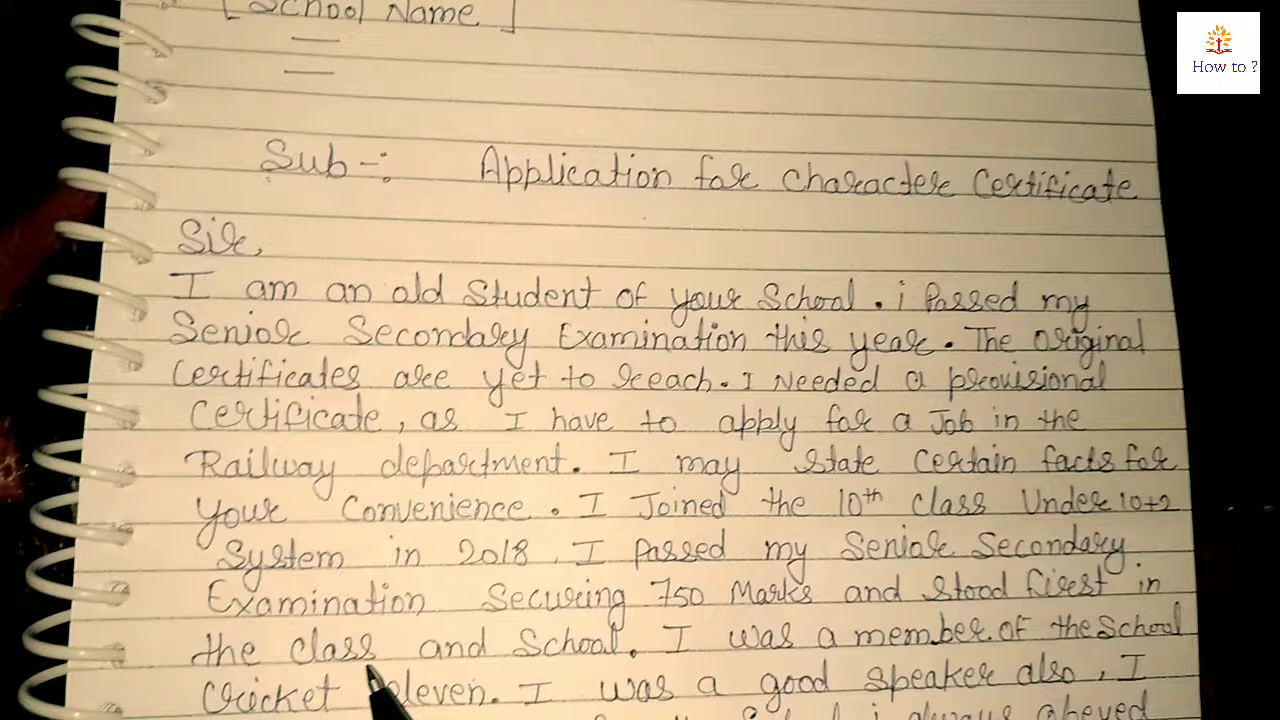 [School Name]
Sub-:  Application for Character Certificate
Sir,
I am an old Student of your School. i Passed my
Senior Secondary Examination this year. The original
Certificates are yet to reach. I Needed a provisional
Certificate, as I have to apply for a Job in the
Railway department. I may state certain facts for
your Convenience. I Joined the 10th Class Under 10+2
System in 2018. I passed my Senior Secondary
Examination Securing 750 Marks and stood first in
the class and School. I was a member of the School
Cricket eleven. I was a good speaker also, I
i always obeyed
How to ?